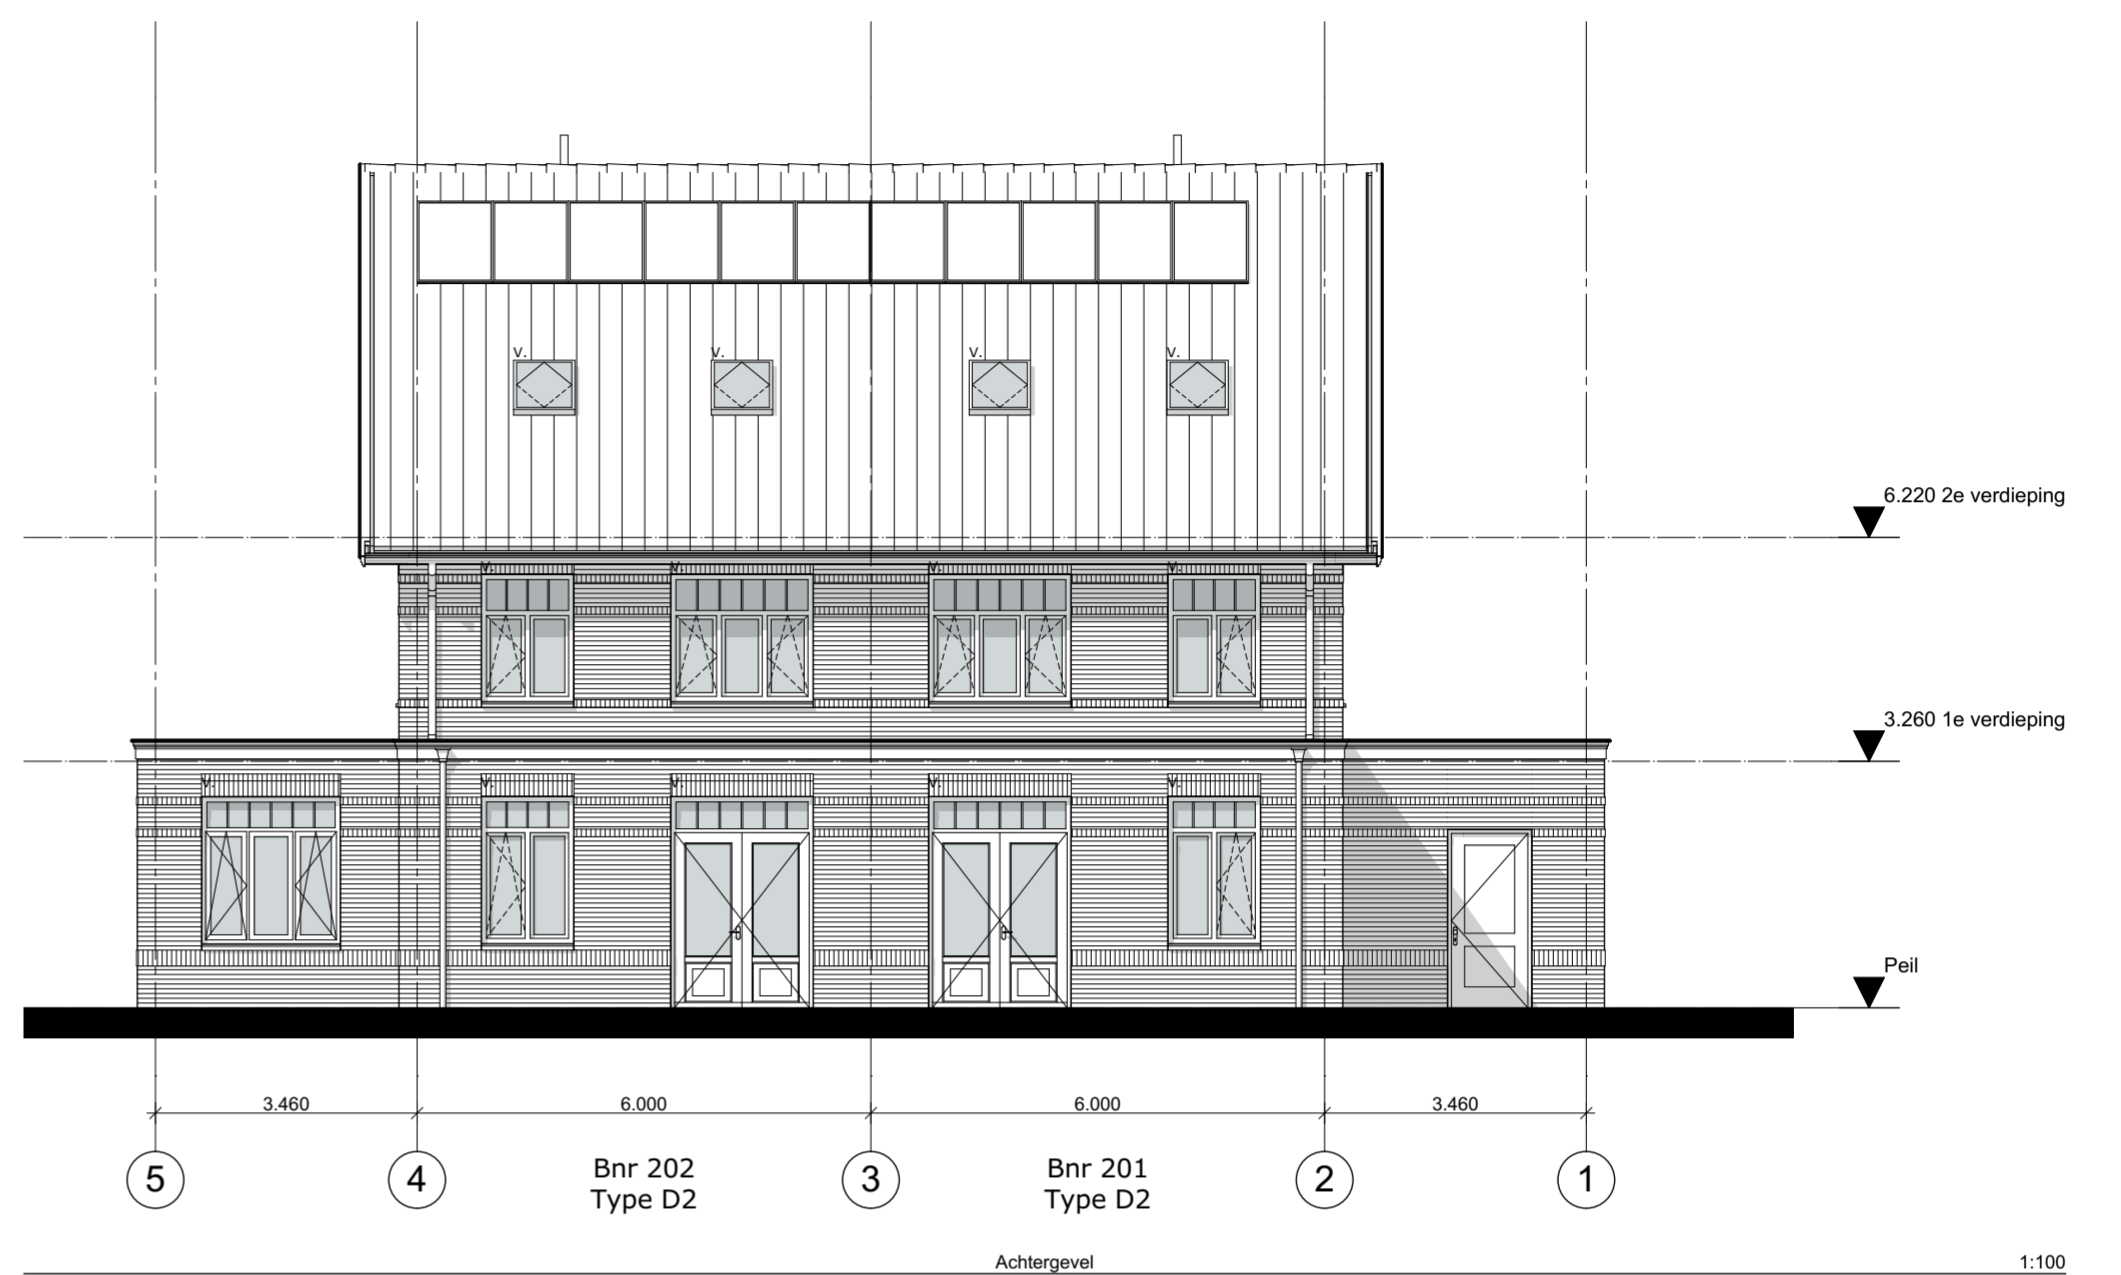 V. V. V. V.
6.220 2e verdieping
V. V. V. V.
3.260 1e verdieping
V. V. V. V. V.
Peil
3.460 6.000 6.000 3.460
5 4 Bnr 202 3 Bnr 201 2 1
Type D2 Type D2
Achtergevel 1:100